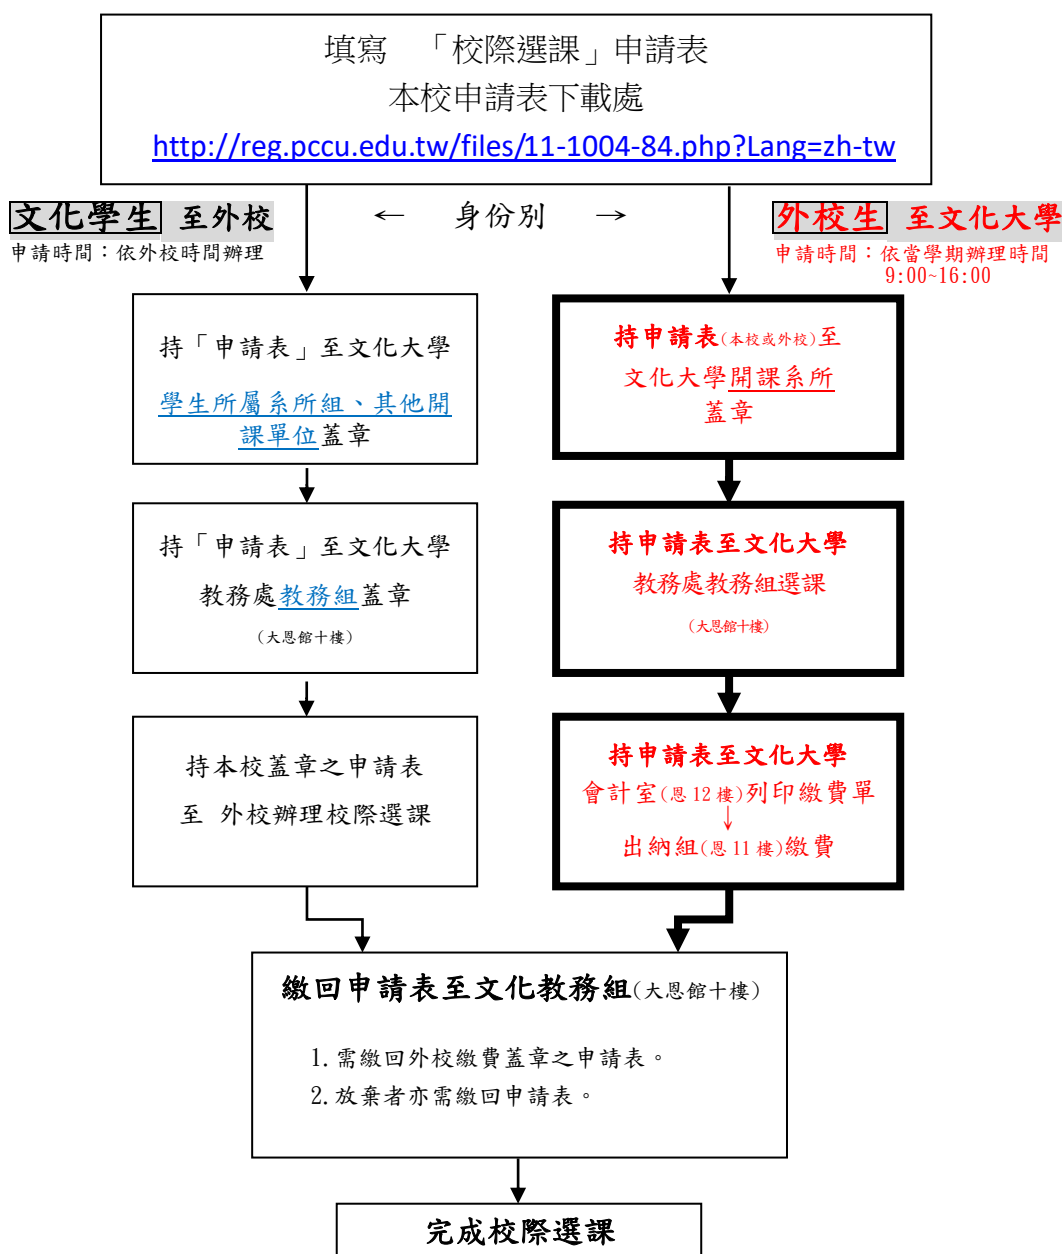 填寫　「校際選課」申請表
本校申請表下載處
http://reg.pccu.edu.tw/files/11-1004-84.php?Lang=zh-tw
文化學生 至外校
申請時間：依外校時間辦理
← 身份別 →
外校生 至文化大學
申請時間：依當學期辦理時間
9:00~16:00
持「申請表」至文化大學
學生所屬系所組、其他開
課單位蓋章
持申請表(本校或外校)至
文化大學開課系所
蓋章
持「申請表」至文化大學
教務處教務組蓋章
(大恩館十樓)
持申請表至文化大學
教務處教務組選課
(大恩館十樓)
持本校蓋章之申請表
至 外校辦理校際選課
持申請表至文化大學
會計室(恩 12 樓)列印繳費單
↓
出納組(恩 11 樓)繳費
繳回申請表至文化教務組(大恩館十樓)
1. 需繳回外校繳費蓋章之申請表。
2. 放棄者亦需繳回申請表。
完成校際選課